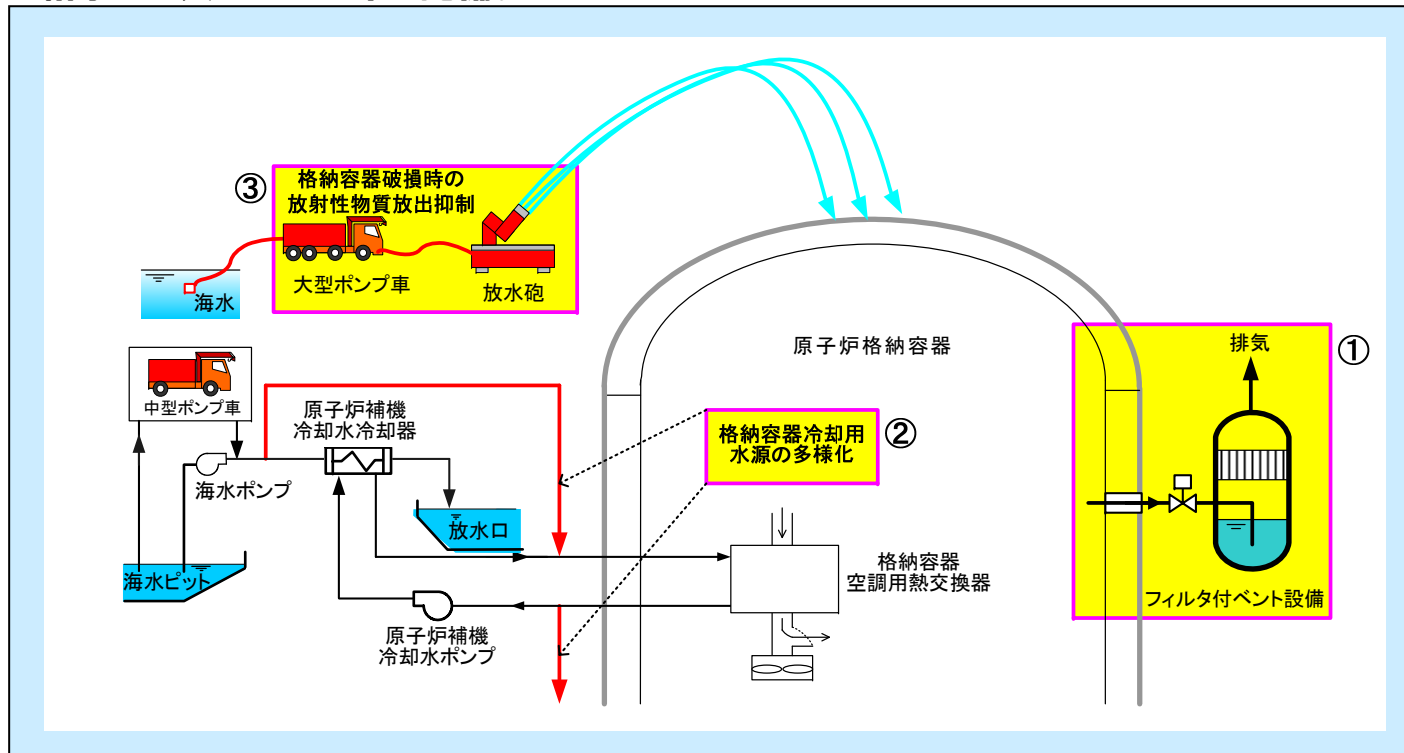 ③
格納容器破損時の
放射性物質放出抑制
大型ポンプ車
放水砲
海水
原子炉格納容器
①
排気
フィルタ付ベント設備
中型ポンプ車
原子炉補機
冷却水冷却器
格納容器冷却用
水源の多様化
②
海水ポンプ
放水口
海水ピット
格納容器
空調用熱交換器
原子炉補機
冷却水ポンプ